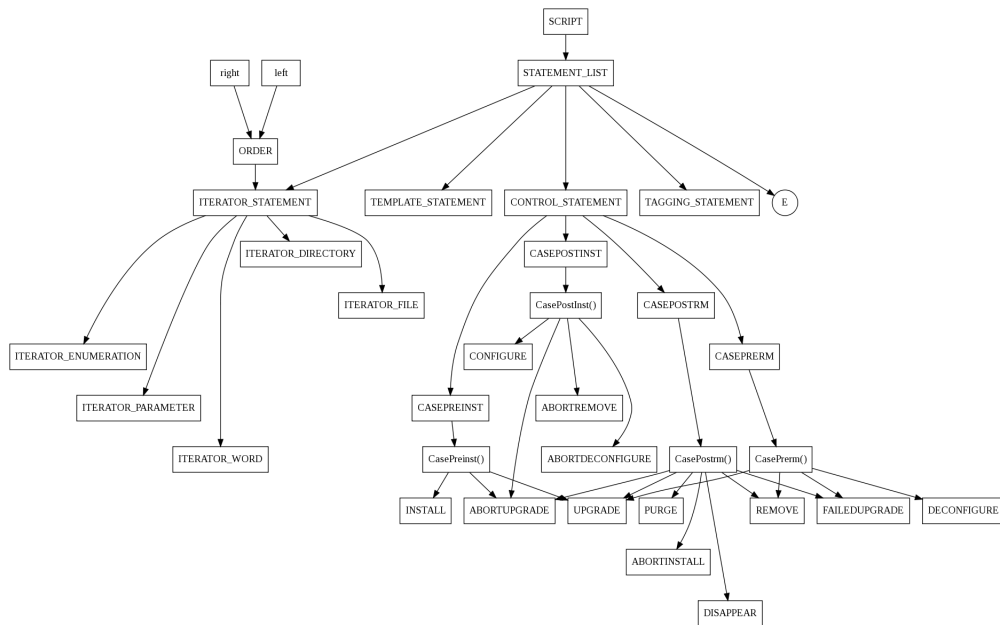 SCRIPT
right
left
STATEMENT_LIST
ORDER
ITERATOR_STATEMENT
TEMPLATE_STATEMENT
CONTROL_STATEMENT
TAGGING_STATEMENT
E
ITERATOR_DIRECTORY
CASEPOSTINST
ITERATOR_FILE
CasePostInst()
CASEPOSTRM
ITERATOR_ENUMERATION
CONFIGURE
CASEPRERM
ITERATOR_PARAMETER
CASEPREINST
ABORTREMOVE
ITERATOR_WORD
CasePreinst()
ABORTDECONFIGURE
CasePostrm()
CasePrerm()
INSTALL
ABORTUPGRADE
UPGRADE
PURGE
REMOVE
FAILEDUPGRADE
DECONFIGURE
ABORTINSTALL
DISAPPEAR